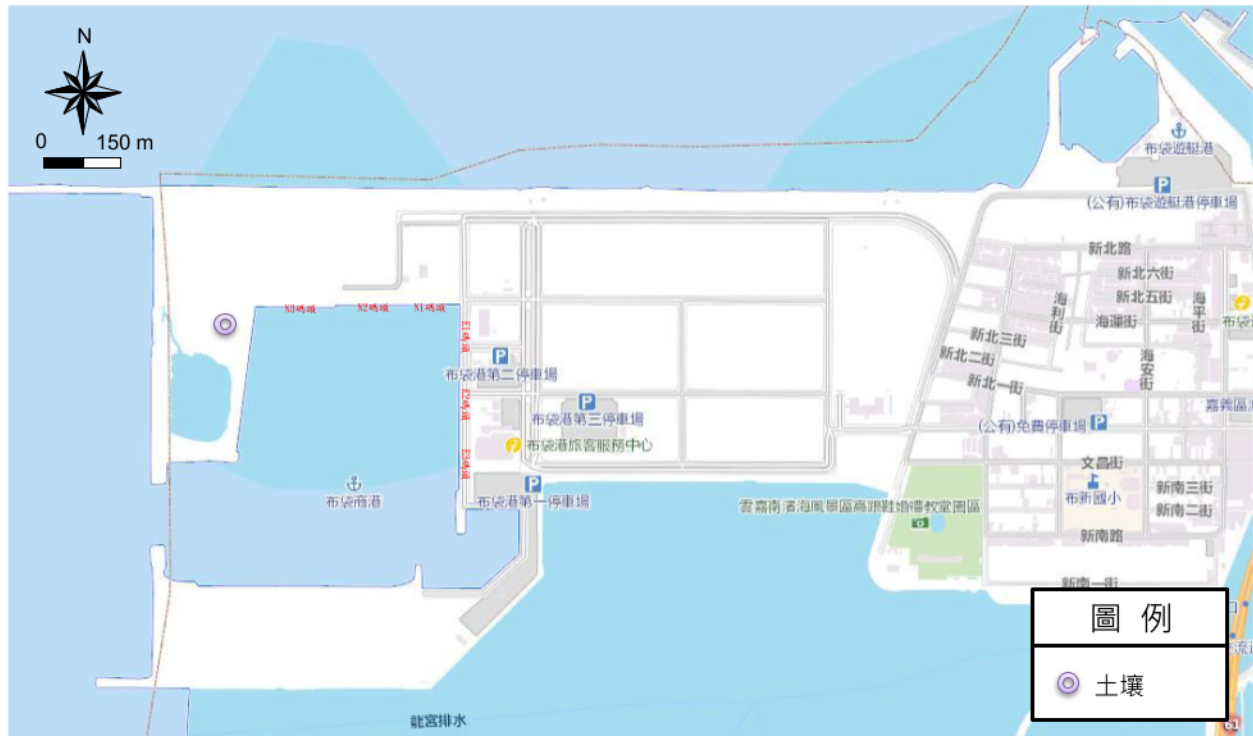 N
0 150 m
布袋遊艇港
(公有)布袋遊艇港停車場
新北路
新北六街
新北五街
海利街
海平街
海運街
布袋
N3碼頭
N2碼頭
N1碼頭
E1碼頭
新北三街
新北二街
海安街
布袋港第二停車場
新北一街
E2碼頭
布袋港第三停車場
(公有)免費停車場
嘉義區
布袋港旅客服務中心
文昌街
E3碼頭
布袋商港
布袋港第一停車場
布新國小
新南三街
雲嘉南濱海風景區高跟鞋婚禮教堂園區
新南二街
新南路
新南一街
圖 例
土壤
龍宮排水
61